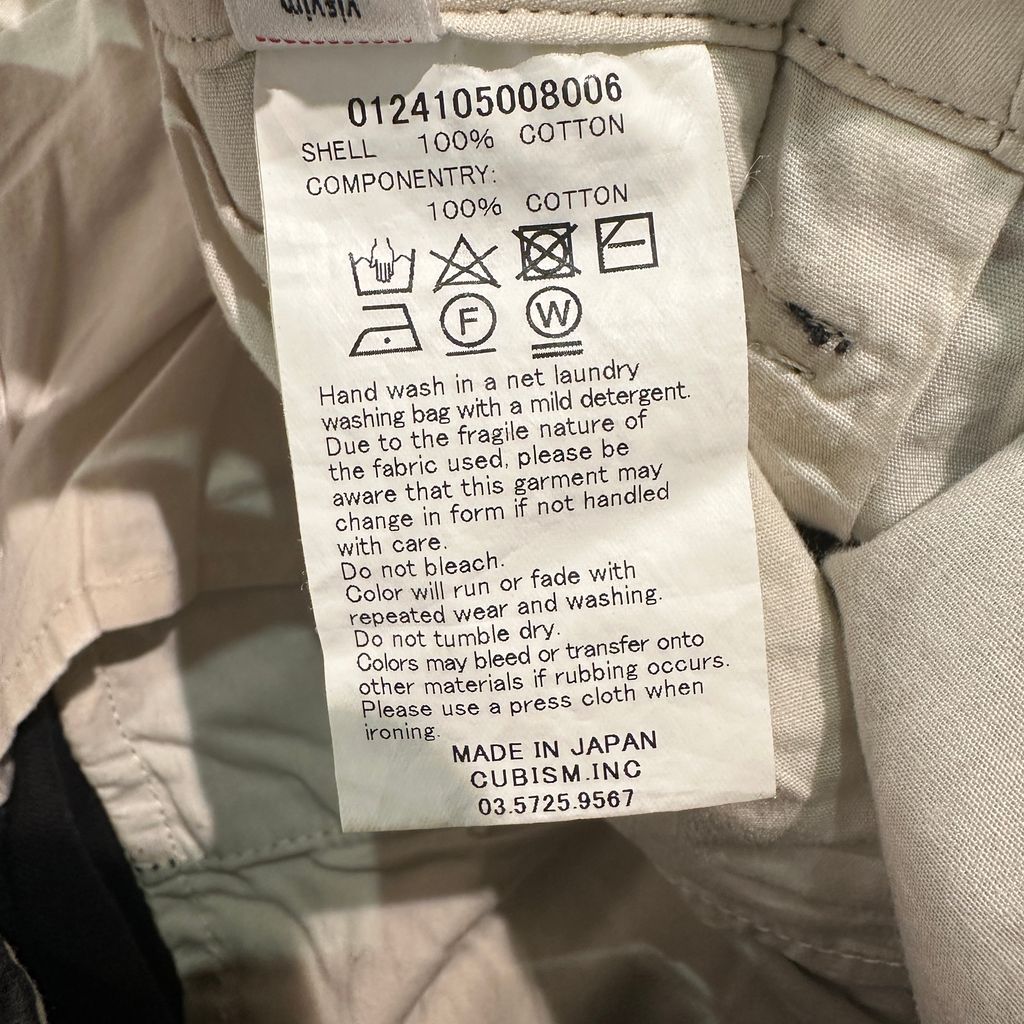 visvim
0124105008006
SHELL 100% COTTON
COMPONENTRY:
100% COTTON
F W
Hand wash in a net laundry
washing bag with a mild detergent.
Due to the fragile nature of
the fabric used, please be
aware that this garment may
change in form if not handled
with care.
Do not bleach.
Color will run or fade with
repeated wear and washing.
Do not tumble dry.
Colors may bleed or transfer onto
other materials if rubbing occurs.
Please use a press cloth when
ironing.
MADE IN JAPAN
CUBISM.INC
03.5725.9567